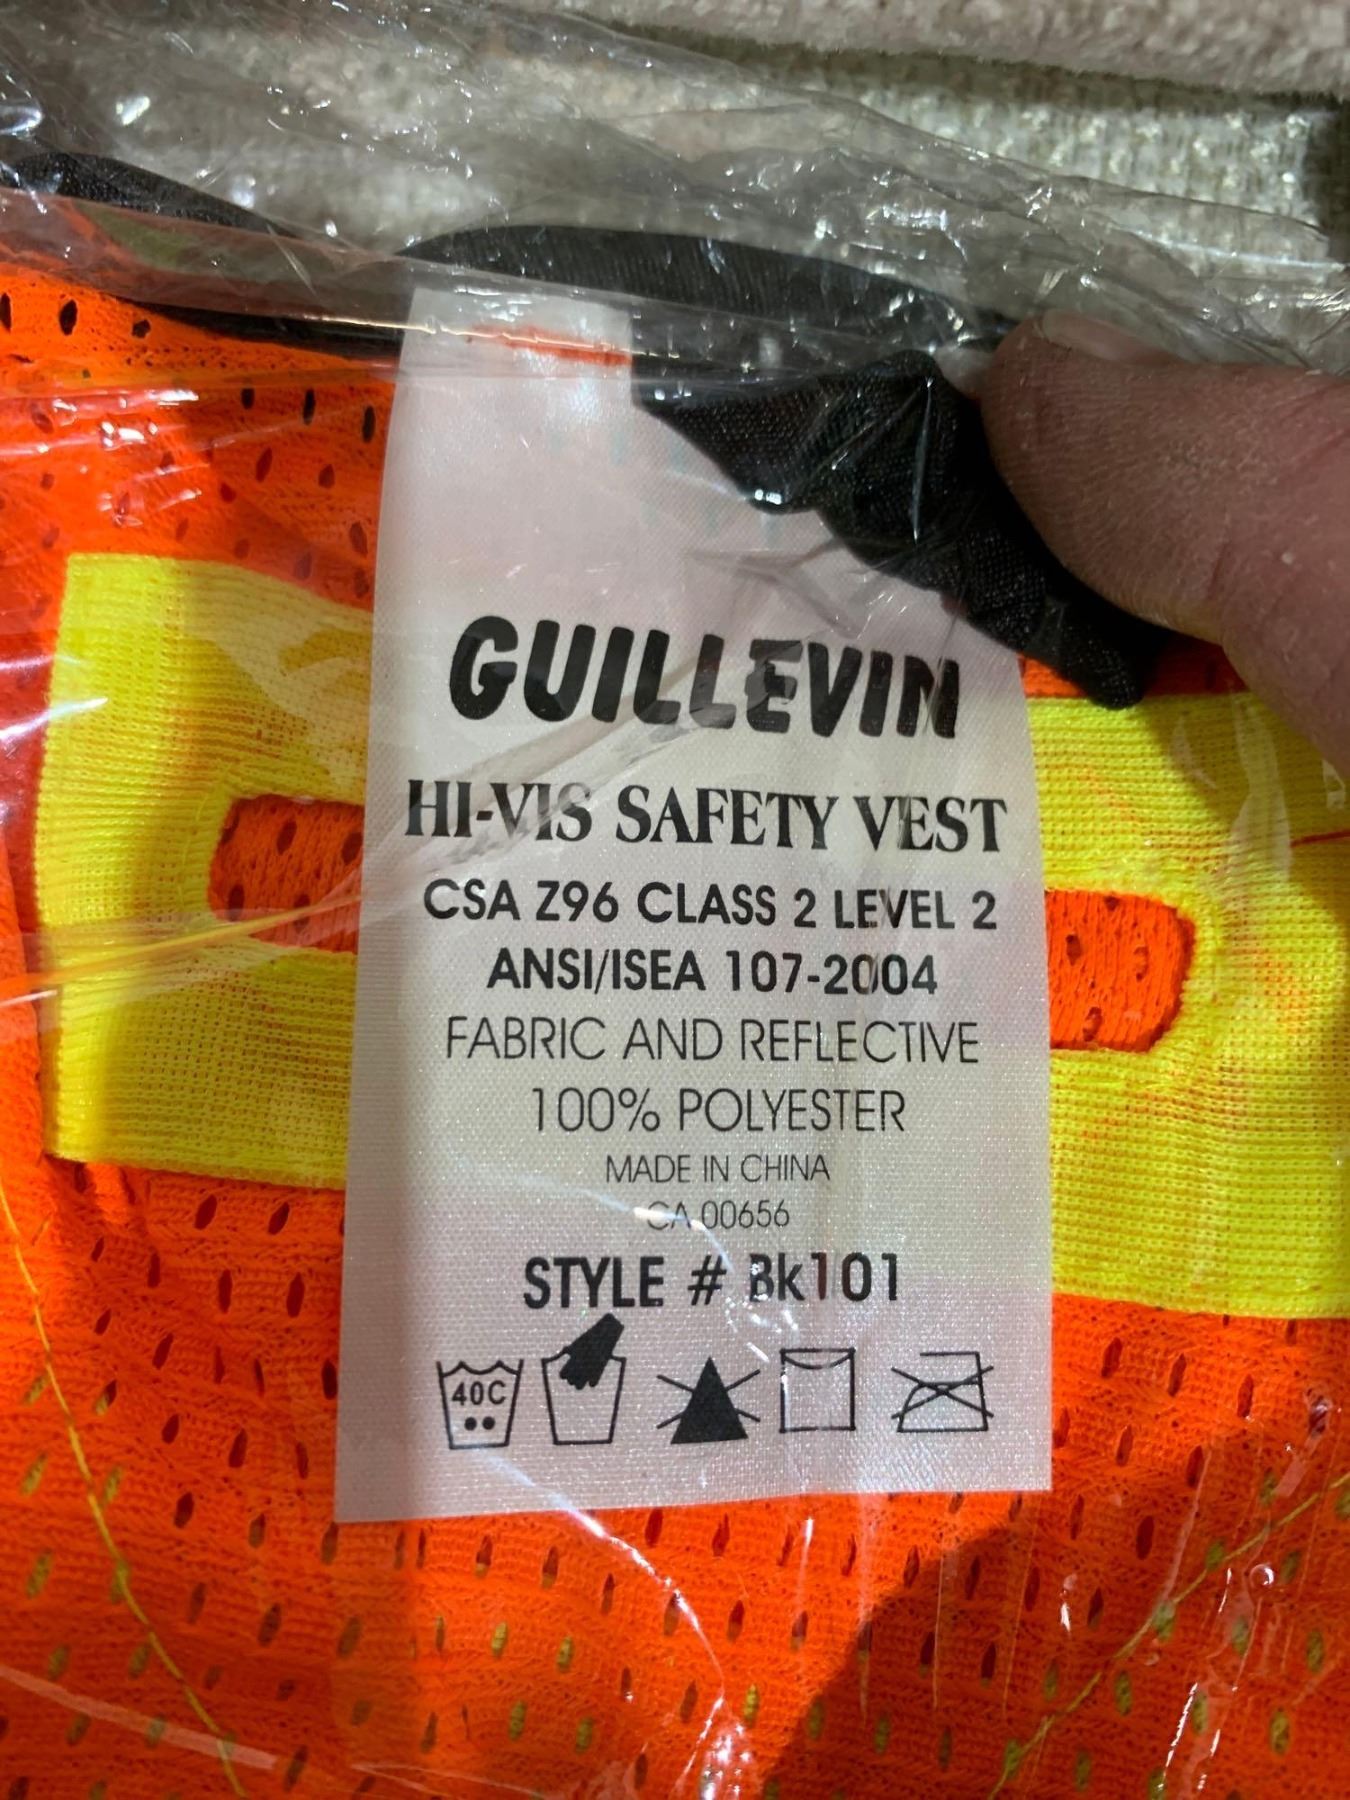 GUILLEVIN
HI-VIS SAFETY VEST
CSA Z96 CLASS 2 LEVEL 2
ANSI/ISEA 107-2004
FABRIC AND REFLECTIVE
100% POLYESTER
MADE IN CHINA
CA 00656
STYLE # Bk101
40C